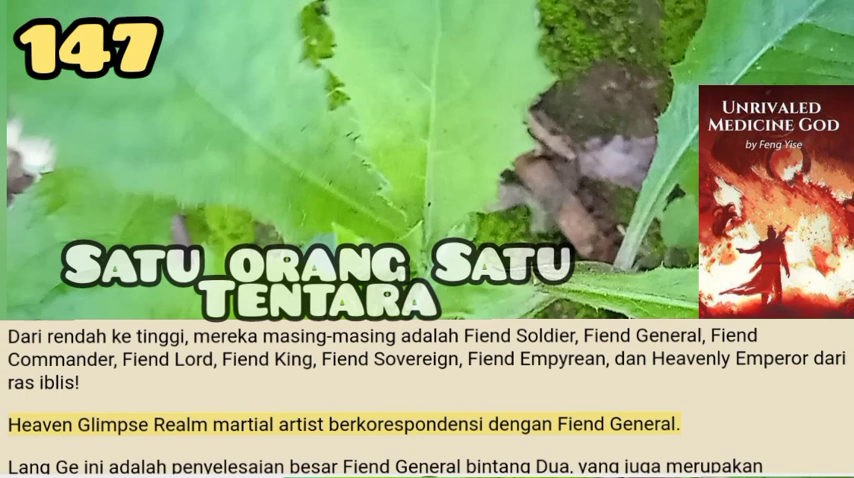 147
UNRIVALED
MEDICINE GOD
by Feng Yise
SATU ORANG SATU
TENTARA
Dari rendah ke tinggi, mereka masing-masing adalah Fiend Soldier, Fiend General, Fiend
Commander, Fiend Lord, Fiend King, Fiend Sovereign, Fiend Empyrean, dan Heavenly Emperor dari
ras iblis!
Heaven Glimpse Realm martial artist berkorespondensi dengan Fiend General.
Lang Ge ini adalah penyelesaian besar Fiend General bintang Dua, yang juga merupakan